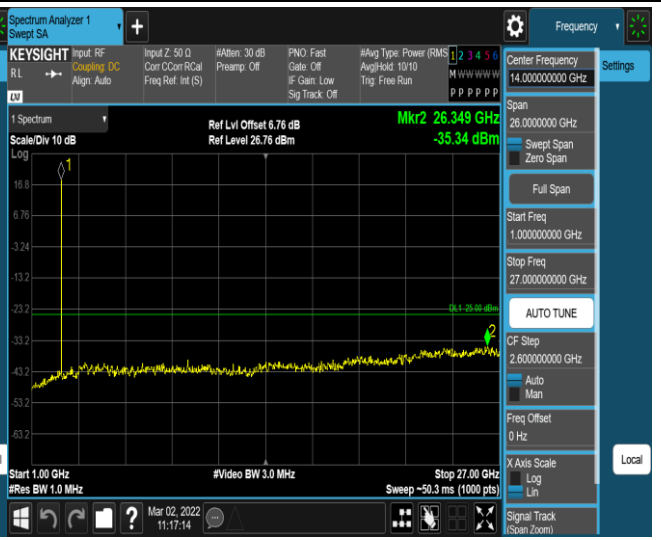 Spectrum Analyzer 1
Swept SA
+
Frequency
KEYSIGHT
RL
LXI
Input: RF
Coupling: DC
Align: Auto
Input Z: 50 Ω
Corr CCorr RCal
Freq Ref: Int (S)
#Atten: 30 dB
Preamp: Off
PNO: Fast
Gate: Off
IF Gain: Low
Sig Track: Off
#Avg Type: Power (RMS
Avg|Hold: 10/10
Trig: Free Run
1 2 3 4 5 6
M W W W W W
P P P P P P
Center Frequency
14.000000000 GHz
Settings
Span
26.0000000 GHz
Swept Span
Zero Span
Full Span
Start Freq
1.000000000 GHz
Stop Freq
27.000000000 GHz
AUTO TUNE
CF Step
2.600000000 GHz
Auto
Man
Freq Offset
0 Hz
X Axis Scale
Log
Lin
Local
Signal Track
(Span Zoom)
1 Spectrum
Scale/Div 10 dB
Ref Lvl Offset 6.76 dB
Ref Level 26.76 dBm
Mkr2 26.349 GHz
-35.34 dBm
Log
1
16.8
6.76
-3.24
-13.2
-23.2
DL1 -25.00 dBm
2
-33.2
-43.2
-53.2
-63.2
Start 1.00 GHz
#Video BW 3.0 MHz
Stop 27.00 GHz
#Res BW 1.0 MHz
Sweep ~50.3 ms (1000 pts)
?
Mar 02, 2022
11:17:14